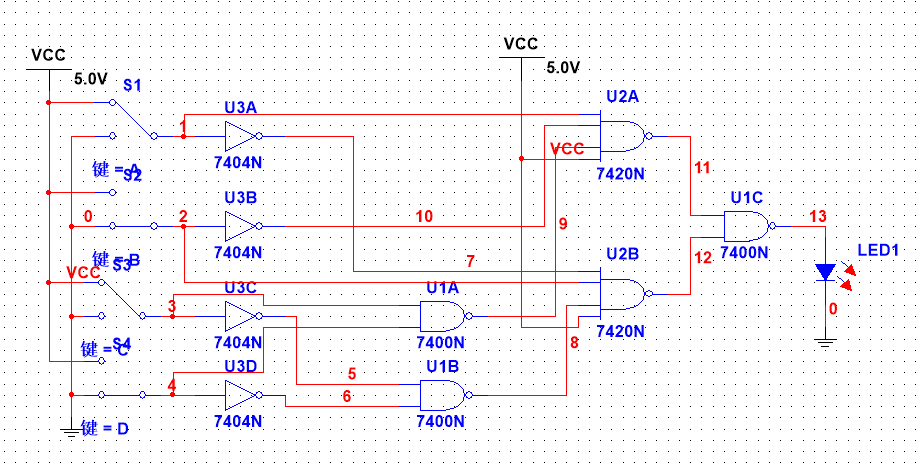 VCC
5.0V
S1
键 = A
S2
键 = B
S3
键 = C
S4
键 = D
VCC
0
1
2
3
4
U3A
7404N
U3B
7404N
U3C
7404N
U3D
7404N
10
7
5
6
U1A
7400N
U1B
7400N
VCC
5.0V
VCC
9
8
U2A
7420N
U2B
7420N
11
12
U1C
7400N
13
LED1
0